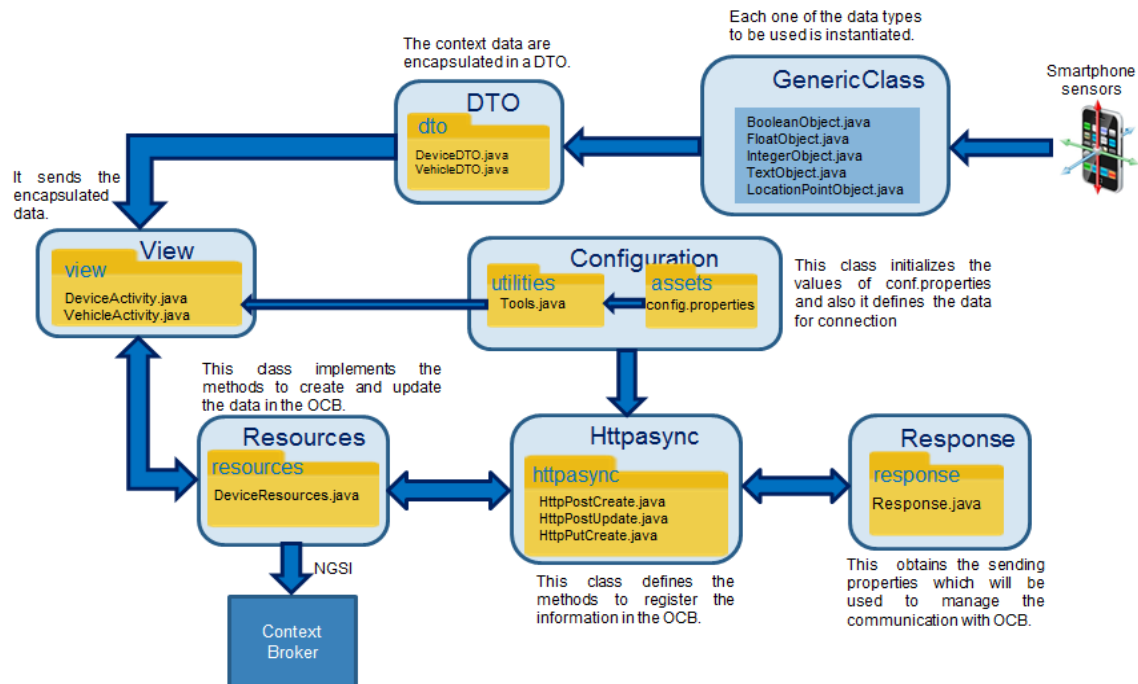 Each one of the data types
to be used is instantiated.
The context data are
encapsulated in a DTO.
GenericClass
BooleanObject.java
FloatObject.java
IntegerObject.java
TextObject.java
LocationPointObject.java
Smartphone
sensors
DTO
dto
DeviceDTO.java
VehicleDTO.java
It sends the
encapsulated
data.
View
view
DeviceActivity.java
VehicleActivity.java
Configuration
utilities
Tools.java
assets
config.properties
This class initializes the
values of conf.properties
and also it defines the data
for connection
This class implements the
methods to create and update
the data in the OCB.
Resources
resources
DeviceResources.java
Httpasync
httpasync
HttpPostCreate.java
HttpPostUpdate.java
HttpPutCreate.java
Response
response
Response.java
NGSI
Context
Broker
This class defines the
methods to register the
information in the OCB.
This obtains the sending
properties which will be
used to manage the
communication with OCB.